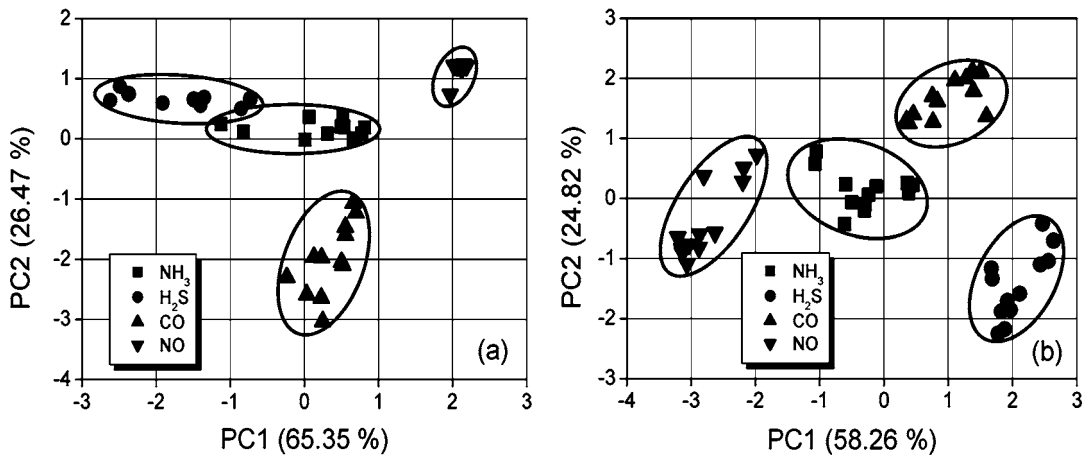 2
1
0
-1
-2
-3
-4
PC2 (26.47 %)
-3
-2
-1
0
1
2
3
PC1 (65.35 %)
NH₃
H₂S
CO
NO
(a)
3
2
1
0
-1
-2
-3
PC2 (24.82 %)
-4
-3
-2
-1
0
1
2
3
PC1 (58.26 %)
NH₃
H₂S
CO
NO
(b)